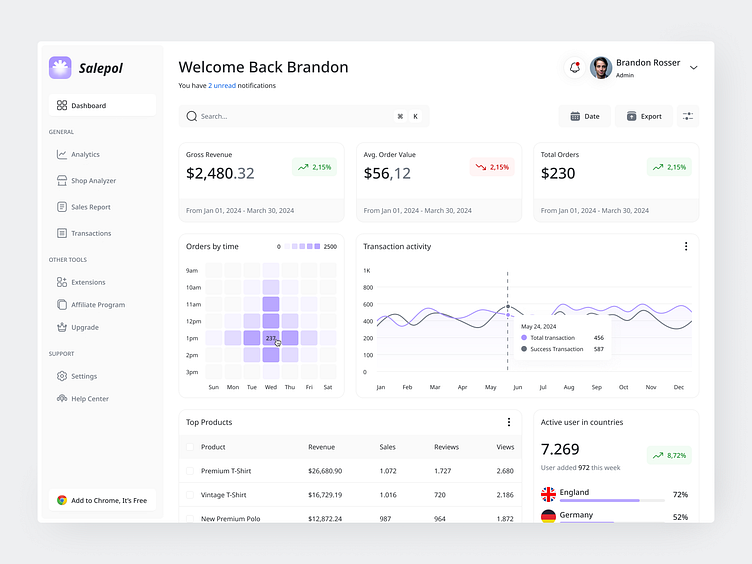 Salepol
Welcome Back Brandon
You have 2 unread notifications
Brandon Rosser
Admin
Dashboard
GENERAL
Analytics
Shop Analyzer
Sales Report
Transactions
OTHER TOOLS
Extensions
Affiliate Program
Upgrade
SUPPORT
Settings
Help Center
Add to Chrome, It's Free
Search...
⌘ K
Date
Export
Gross Revenue
$2,480.32
2,15%
From Jan 01, 2024 - March 30, 2024
Avg. Order Value
$56,12
2,15%
From Jan 01, 2024 - March 30, 2024
Total Orders
$230
2,15%
From Jan 01, 2024 - March 30, 2024
Orders by time
0 2500
9am
10am
11am
12pm
1pm
237
2pm
3pm
Sun Mon Tue Wed Thu Fri Sat
Transaction activity
1K
800
600
400
200
100
0
May 24, 2024
Total transaction 456
Success Transaction 587
Jan Feb Mar Apr May Jun Jul Aug Sep Oct Nov Dec
Top Products
Product Revenue Sales Reviews Views
Premium T-Shirt $26,680.90 1.072 1.727 2.680
Vintage T-Shirt $16,729.19 1.016 720 2.186
New Premium Polo $12,872.24 987 964 1.872
Active user in countries
7.269
8,72%
User added 972 this week
England 72%
Germany 52%